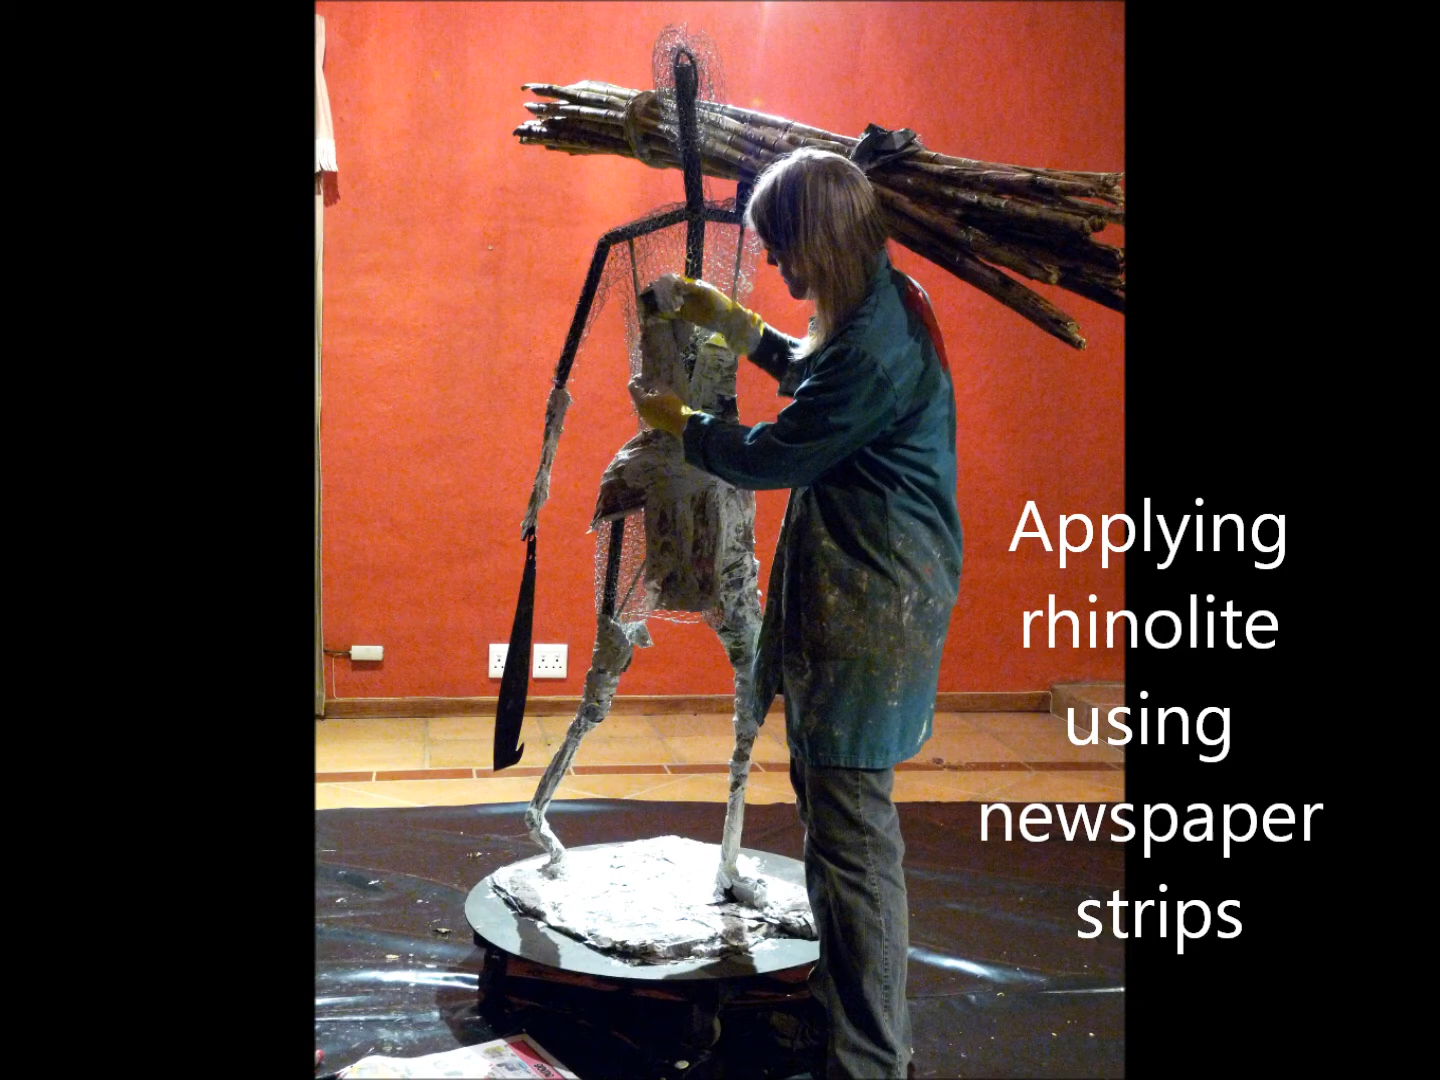 Applying
rhinolite
using
newspaper
strips